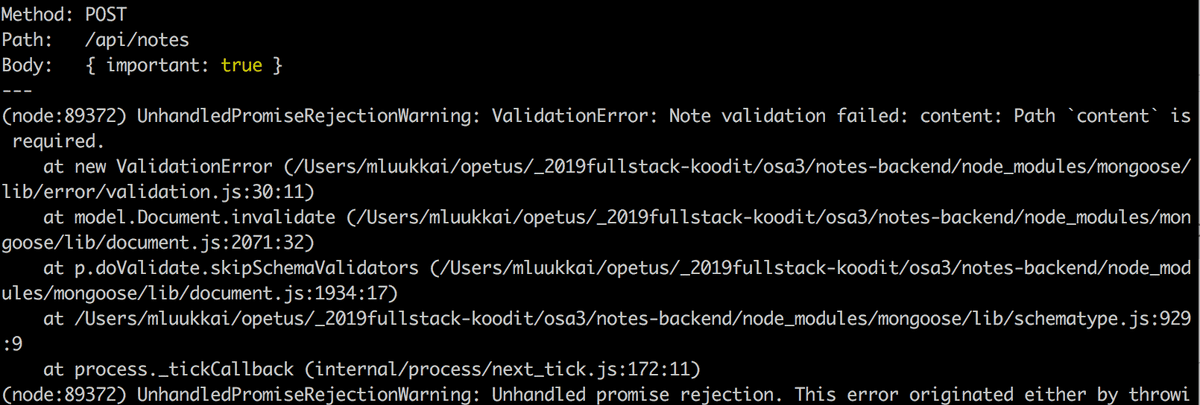 Method: POST
Path:   /api/notes
Body:   { important: true }
---
(node:89372) UnhandledPromiseRejectionWarning: ValidationError: Note validation failed: content: Path `content` is
 required.
    at new ValidationError (/Users/mluukkai/opetus/_2019fullstack-koodit/osa3/notes-backend/node_modules/mongoose/
lib/error/validation.js:30:11)
    at model.Document.invalidate (/Users/mluukkai/opetus/_2019fullstack-koodit/osa3/notes-backend/node_modules/mon
goose/lib/document.js:2071:32)
    at p.doValidate.skipSchemaValidators (/Users/mluukkai/opetus/_2019fullstack-koodit/osa3/notes-backend/node_mod
ules/mongoose/lib/document.js:1934:17)
    at /Users/mluukkai/opetus/_2019fullstack-koodit/osa3/notes-backend/node_modules/mongoose/lib/schematype.js:929
:9
    at process._tickCallback (internal/process/next_tick.js:172:11)
(node:89372) UnhandledPromiseRejectionWarning: Unhandled promise rejection. This error originated either by throwi